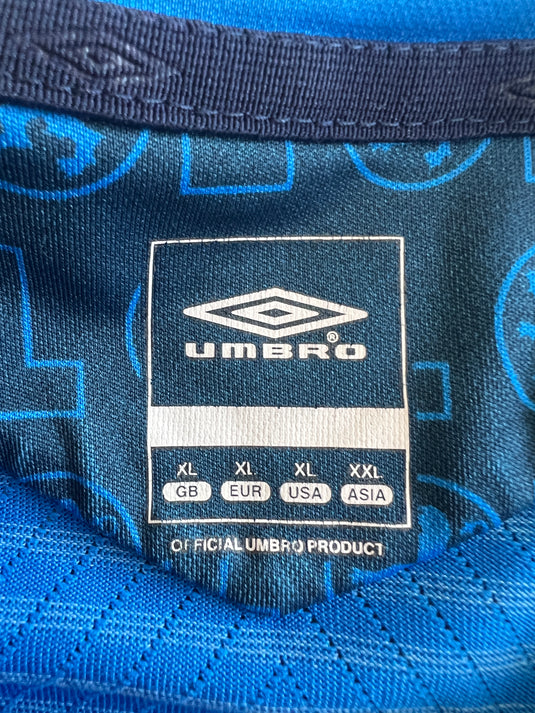 UMBRO®
XL XL XL XXL
GB EUR USA ASIA
OFFICIAL UMBRO PRODUCT